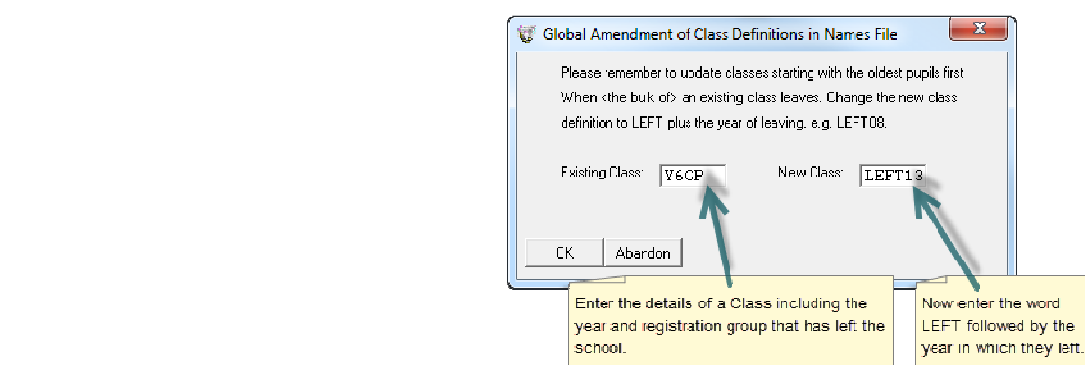 Global Amendment of Class Definitions in Names File
Please remember to update classes starting with the oldest pupils first
When <the bulk of> an existing class leaves. Change the new class
definition to LEFT plus the year of leaving. e.g. LEFT08.
Existing Class: V6CP New Class: LEFT13
OK Abandon
Enter the details of a Class including the
year and registration group that has left the
school.
Now enter the word
LEFT followed by the
year in which they left.